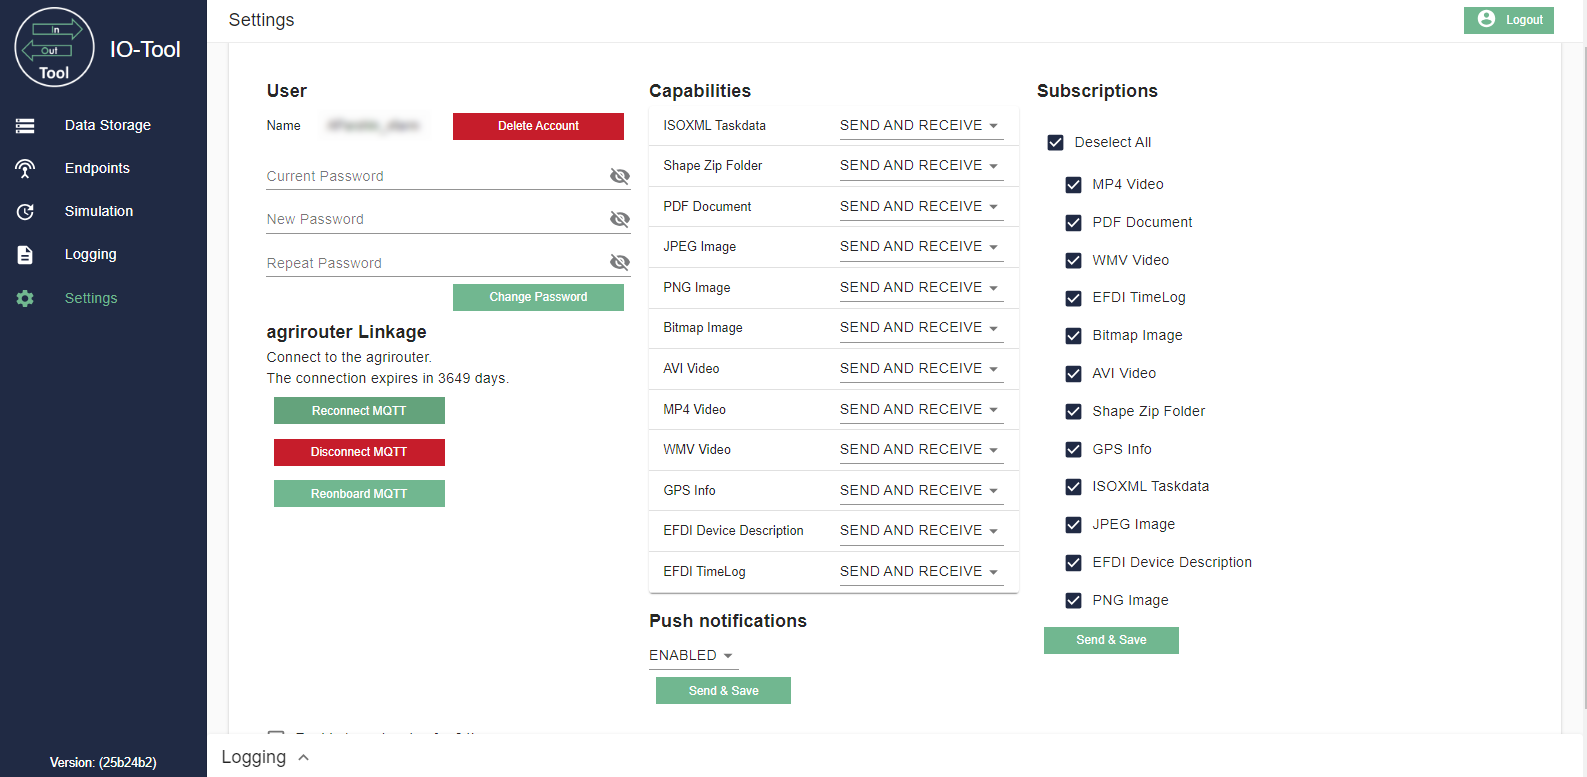 In
Out
Tool
IO-Tool
Data Storage
Endpoints
Simulation
Logging
Settings
Version: (25b24b2)
Settings
Logout
User
Name
Delete Account
Current Password
New Password
Repeat Password
Change Password
agrirouter Linkage
Connect to the agrirouter.
The connection expires in 3649 days.
Reconnect MQTT
Disconnect MQTT
Reonboard MQTT
Capabilities
ISOXML Taskdata SEND AND RECEIVE
Shape Zip Folder SEND AND RECEIVE
PDF Document SEND AND RECEIVE
JPEG Image SEND AND RECEIVE
PNG Image SEND AND RECEIVE
Bitmap Image SEND AND RECEIVE
AVI Video SEND AND RECEIVE
MP4 Video SEND AND RECEIVE
WMV Video SEND AND RECEIVE
GPS Info SEND AND RECEIVE
EFDI Device Description SEND AND RECEIVE
EFDI TimeLog SEND AND RECEIVE
Push notifications
ENABLED
Send & Save
Subscriptions
Deselect All
MP4 Video
PDF Document
WMV Video
EFDI TimeLog
Bitmap Image
AVI Video
Shape Zip Folder
GPS Info
ISOXML Taskdata
JPEG Image
EFDI Device Description
PNG Image
Send & Save
Logging